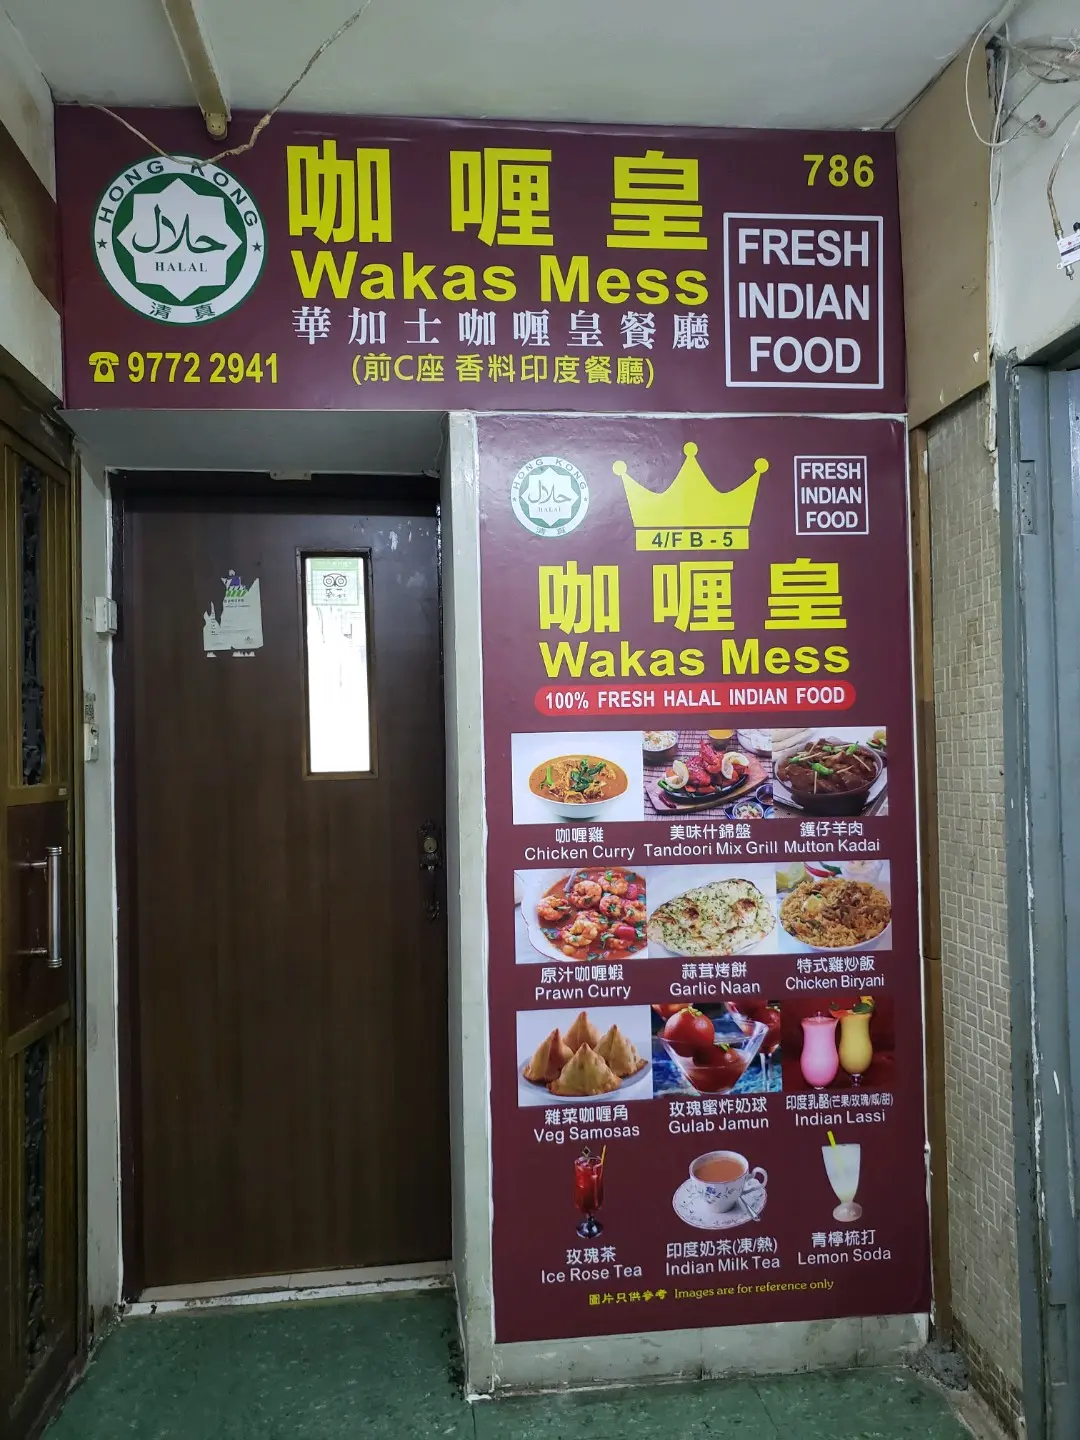 HONG KONG
حلال
HALAL
清真
咖喱皇
786
Wakas Mess
華加士咖喱皇餐廳
☎ 9772 2941
(前C座 香料印度餐廳)
FRESH
INDIAN
FOOD
HONG KONG
حلال
HALAL
清真
4/F B - 5
FRESH
INDIAN
FOOD
咖喱皇
Wakas Mess
100% FRESH HALAL INDIAN FOOD
咖喱雞
Chicken Curry
美味什錦盤
Tandoori Mix Grill
鑊仔羊肉
Mutton Kadai
原汁咖喱蝦
Prawn Curry
蒜茸烤餅
Garlic Naan
特式雞炒飯
Chicken Biryani
雜菜咖喱角
Veg Samosas
玫瑰蜜炸奶球
Gulab Jamun
印度乳酪(芒果/玫瑰/咸/甜)
Indian Lassi
玫瑰茶
Ice Rose Tea
印度奶茶(凍/熱)
Indian Milk Tea
青檸梳打
Lemon Soda
圖片只供參考 Images are for reference only